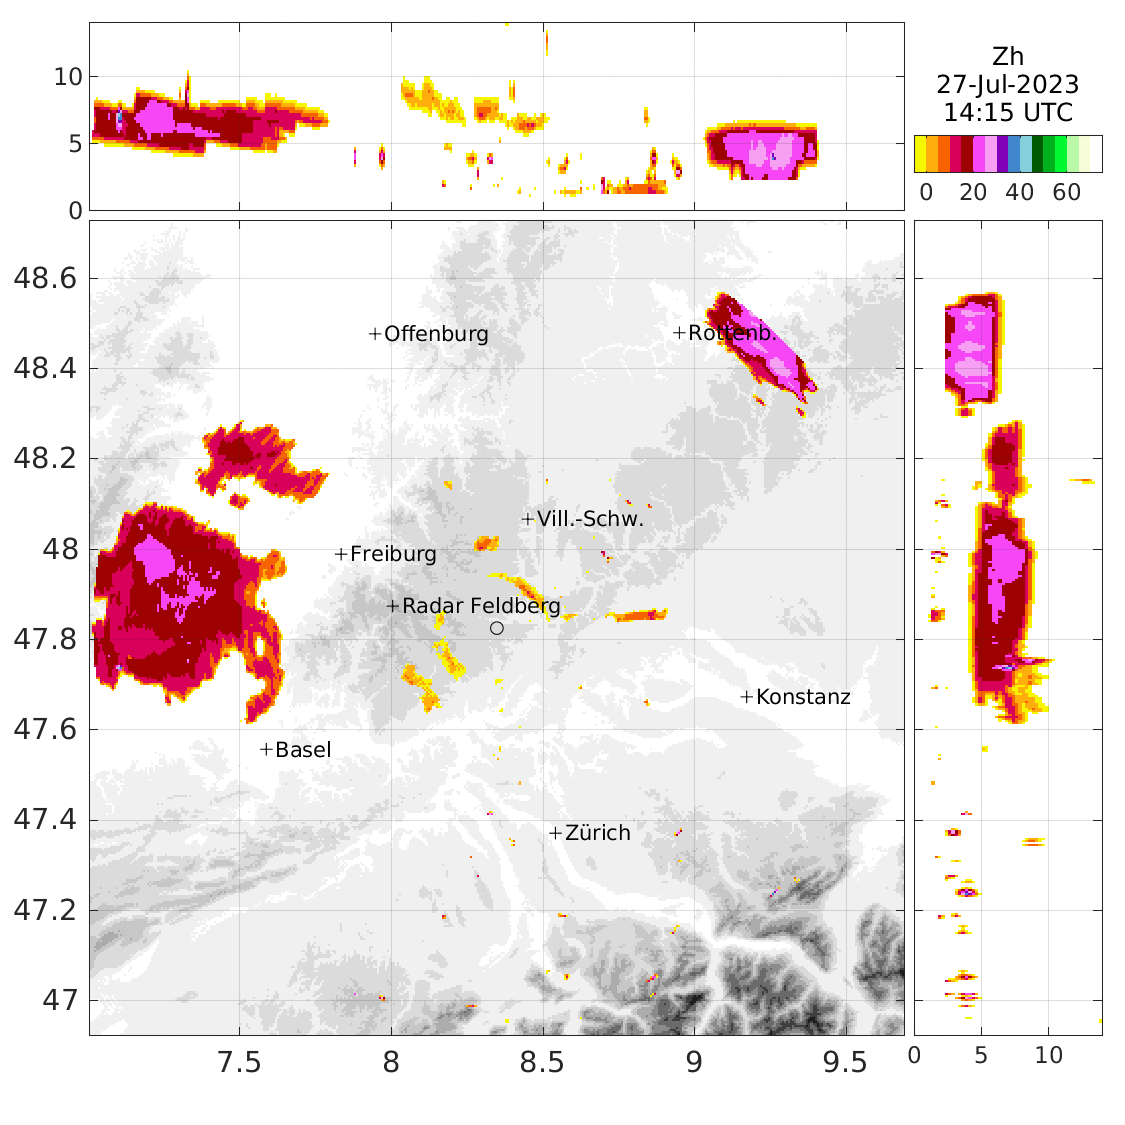 Zh
27-Jul-2023
14:15 UTC
10
5
0
0 20 40 60
48.6
Offenburg Rottenb.
48.4
48.2
Vill.-Schw.
48
Freiburg
Radar Feldberg
47.8
Konstanz
47.6
Basel
47.4
Zürich
47.2
47
7.5 8 8.5 9 9.5
0 5 10